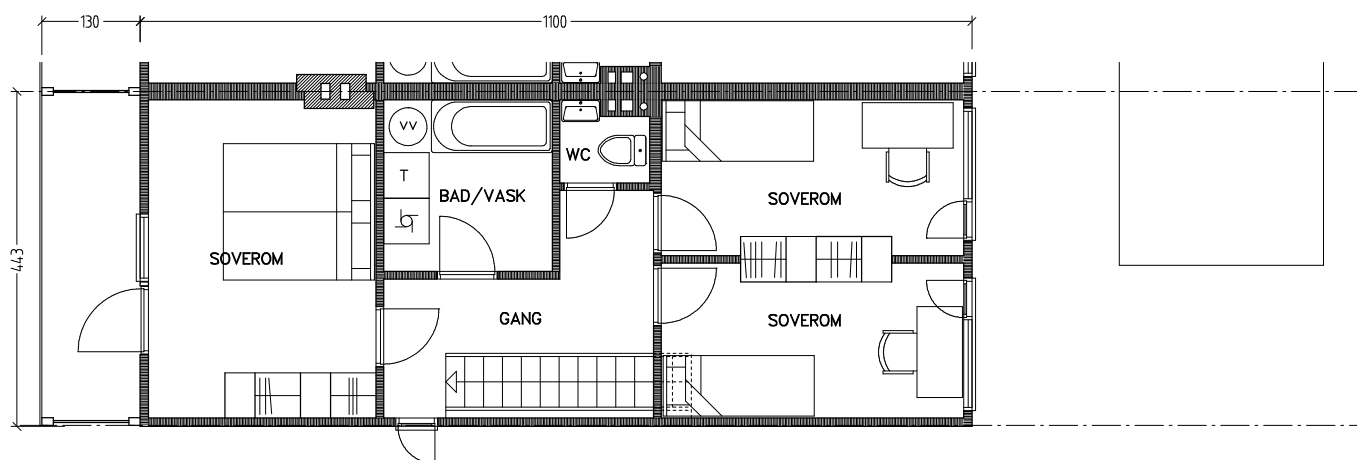 130
1100
VV
WC
T
BAD/VASK
SOVEROM
SOVEROM
443
GANG
SOVEROM